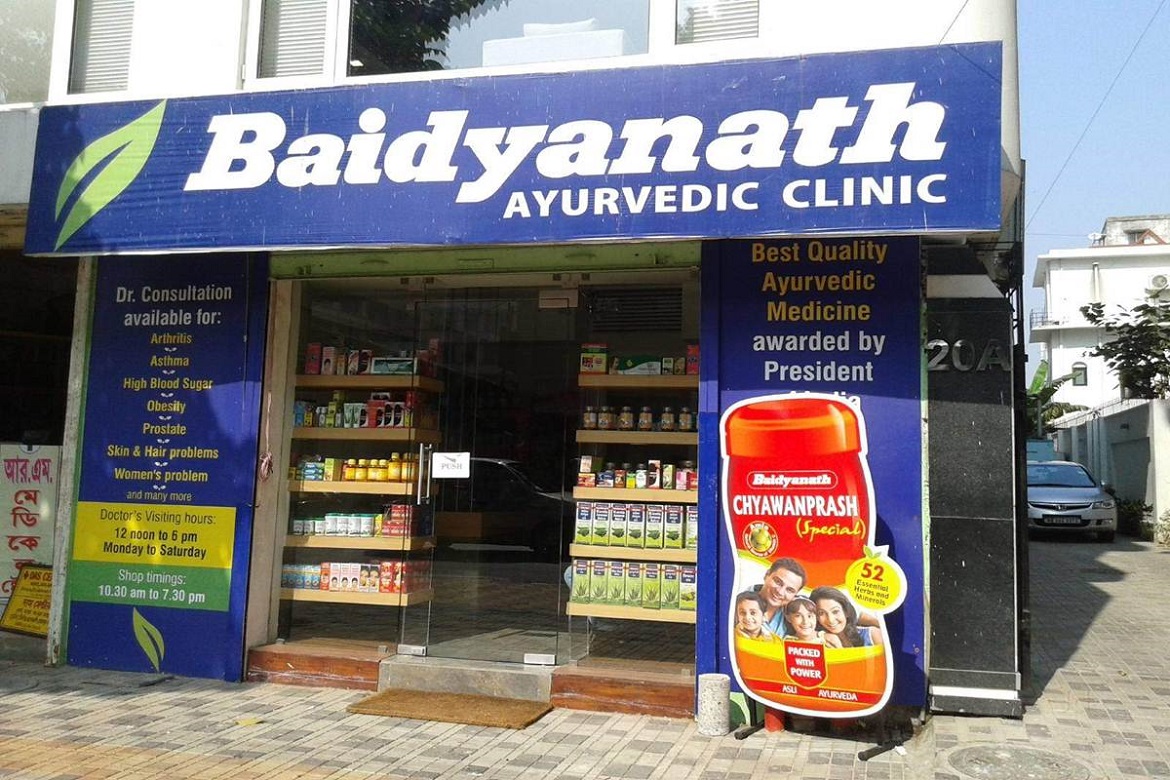 Baidyanath
AYURVEDIC CLINIC
Dr. Consultation
available for:
Arthritis
Asthma
High Blood Sugar
Obesity
Prostate
Skin & Hair problems
Women's problem
and many more
Doctor's Visiting hours:
12 noon to 6 pm
Monday to Saturday
Shop timings:
10.30 am to 7.30 pm
PUSH
Best Quality
Ayurvedic
Medicine
awarded by
President
20A
Baidyanath
CHYAWANPRASH
(Special)
52
Essential
Herbs and
Minerals
PACKED
WITH
POWER
ASLI AYURVEDA
আর.এম.
মে
ডি
কে